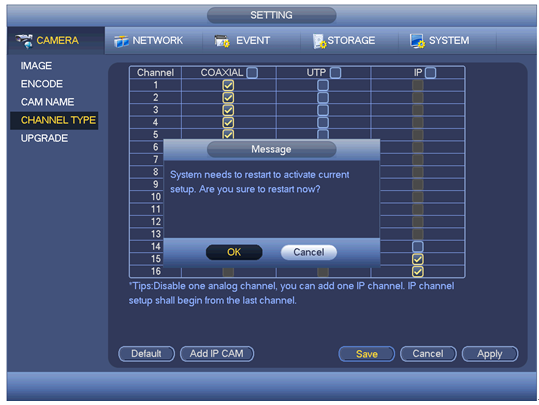 SETTING
CAMERA NETWORK EVENT STORAGE SYSTEM
IMAGE
ENCODE
CAM NAME
CHANNEL TYPE
UPGRADE
Channel COAXIAL UTP IP
1
2
3
4
5
6
7
8
9
10
11
12
13
14
15
16
Message
System needs to restart to activate current
setup. Are you sure to restart now?
OK Cancel
*Tips:Disable one analog channel, you can add one IP channel. IP channel
setup shall begin from the last channel.
Default Add IP CAM Save Cancel Apply